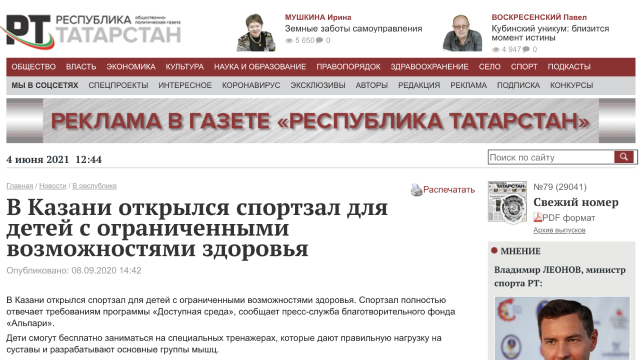 РТ РЕСПУБЛИКА ТАТАРСТАН общественно-политическая газета
МУШКИНА Ирина
Земные заботы самоуправления
5 650 0
ВОСКРЕСЕНСКИЙ Павел
Кубинский уникум: близится
момент истины
4 947 0
ОБЩЕСТВО ВЛАСТЬ ЭКОНОМИКА КУЛЬТУРА НАУКА И ОБРАЗОВАНИЕ ПРАВОПОРЯДОК ЗДРАВООХРАНЕНИЕ СЕЛО СПОРТ ПОДКАСТЫ
МЫ В СОЦСЕТЯХ СПЕЦПРОЕКТЫ ИНТЕРЕСНОЕ КОРОНАВИРУС ЭКСКЛЮЗИВЫ АВТОРЫ РЕДАКЦИЯ РЕКЛАМА ПОДПИСКА КОНКУРСЫ
РЕКЛАМА В ГАЗЕТЕ «РЕСПУБЛИКА ТАТАРСТАН»
4 июня 2021 12:44
Поиск по сайту
Главная / Новости / В республике
Распечатать
В Казани открылся спортзал для
детей с ограниченными
возможностями здоровья
Опубликовано: 08.09.2020 14:42
В Казани открылся спортзал для детей с ограниченными возможностями здоровья. Спортзал полностью
отвечает требованиям программы «Доступная среда», сообщает пресс-служба благотворительного фонда
«Альпари».
Дети смогут бесплатно заниматься на специальных тренажерах, которые дают правильную нагрузку на
суставы и разрабатывают основные группы мышц.
ТАТАРСТАН
№79 (29041)
Свежий номер
PDF формат
Архив выпусков
МНЕНИЕ
Владимир ЛЕОНОВ, министр
спорта РТ: